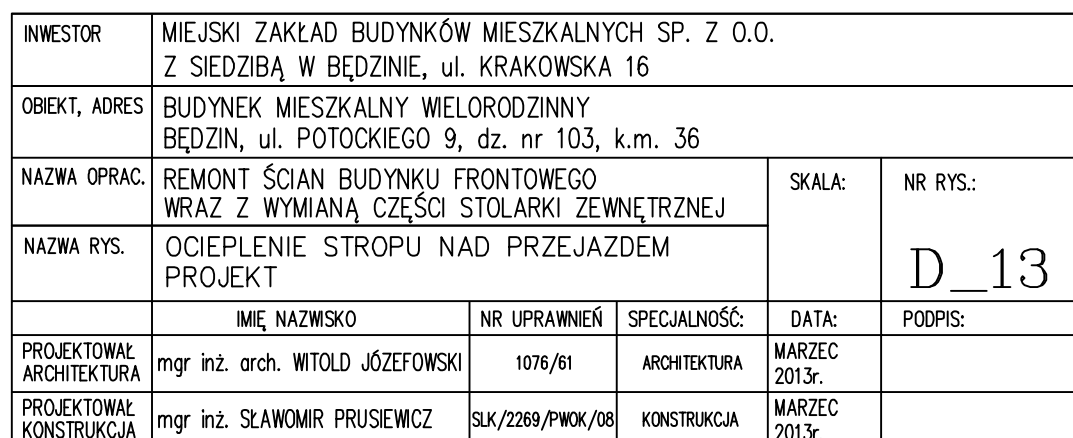 INWESTOR MIEJSKI ZAKŁAD BUDYNKÓW MIESZKALNYCH SP. Z O.O.
Z SIEDZIBĄ W BĘDZINIE, ul. KRAKOWSKA 16
OBIEKT, ADRES BUDYNEK MIESZKALNY WIELORODZINNY
BĘDZIN, ul. POTOCKIEGO 9, dz. nr 103, k.m. 36
NAZWA OPRAC. REMONT ŚCIAN BUDYNKU FRONTOWEGO SKALA: NR RYS.:
WRAZ Z WYMIANĄ CZĘŚCI STOLARKI ZEWNĘTRZNEJ
NAZWA RYS. OCIEPLENIE STROPU NAD PRZEJAZDEM
PROJEKT D_13
IMIĘ NAZWISKO NR UPRAWNIEŃ SPECJALNOŚĆ: DATA: PODPIS:
PROJEKTOWAŁ
ARCHITEKTURA mgr inż. arch. WITOLD JÓZEFOWSKI 1076/61 ARCHITEKTURA MARZEC
2013r.
PROJEKTOWAŁ
KONSTRUKCJA mgr inż. SŁAWOMIR PRUSIEWICZ SLK/2269/PWOK/08 KONSTRUKCJA MARZEC
2013r.